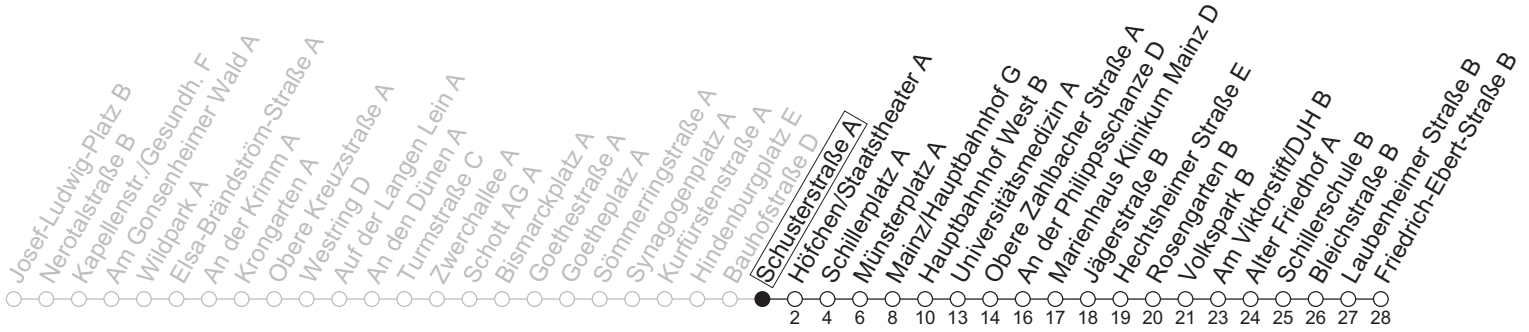 Josef-Ludwig-Platz B
Nerotalstraße B
Kapellenstr./Gesundh. F
Am Gonsenheimer Wald A
Wildpark A
Elsa-Brändström-Straße A
An der Krimm A
Krongarten A
Obere Kreuzstraße A
Westring D
Auf der Langen Lein A
An den Dünen A
Turmstraße C
Zwerchallee A
Schott AG A
Bismarckplatz A
Goethestraße A
Goetheplatz A
Sömmerringstraße A
Synagogenplatz A
Kurfürstenstraße A
Hindenburgplatz E
Bauhofstraße D
Schusterstraße A
Höfchen/Staatstheater A
Schillerplatz A
Münsterplatz A
Mainz/Hauptbahnhof G
Hauptbahnhof West B
Universitätsmedizin A
Obere Zahlbacher Straße A
An der Philippsschanze D
Marienhaus Klinikum Mainz D
Jägerstraße B
Hechtsheimer Straße E
Rosengarten B
Volkspark B
Am Viktorstift/DJH B
Alter Friedhof A
Schillerschule B
Bleichstraße B
Laubenheimer Straße B
Friedrich-Ebert-Straße B
2 4 6 8 10 13 14 16 17 18 19 20 21 23 24 25 26 27 28